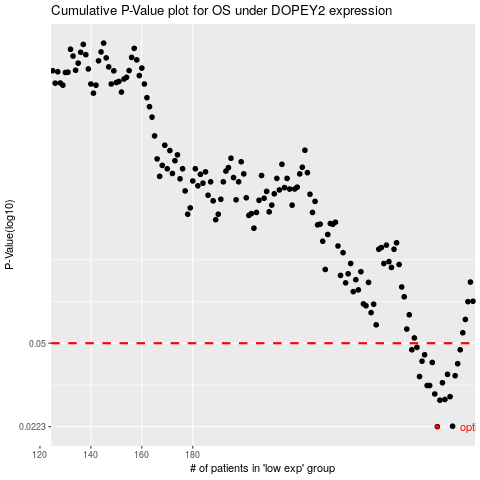 Cumulative P-Value plot for OS under DOPEY2 expression
P-Value(log10)
0.05
0.0223
opti
120 140 160 180
# of patients in 'low exp' group